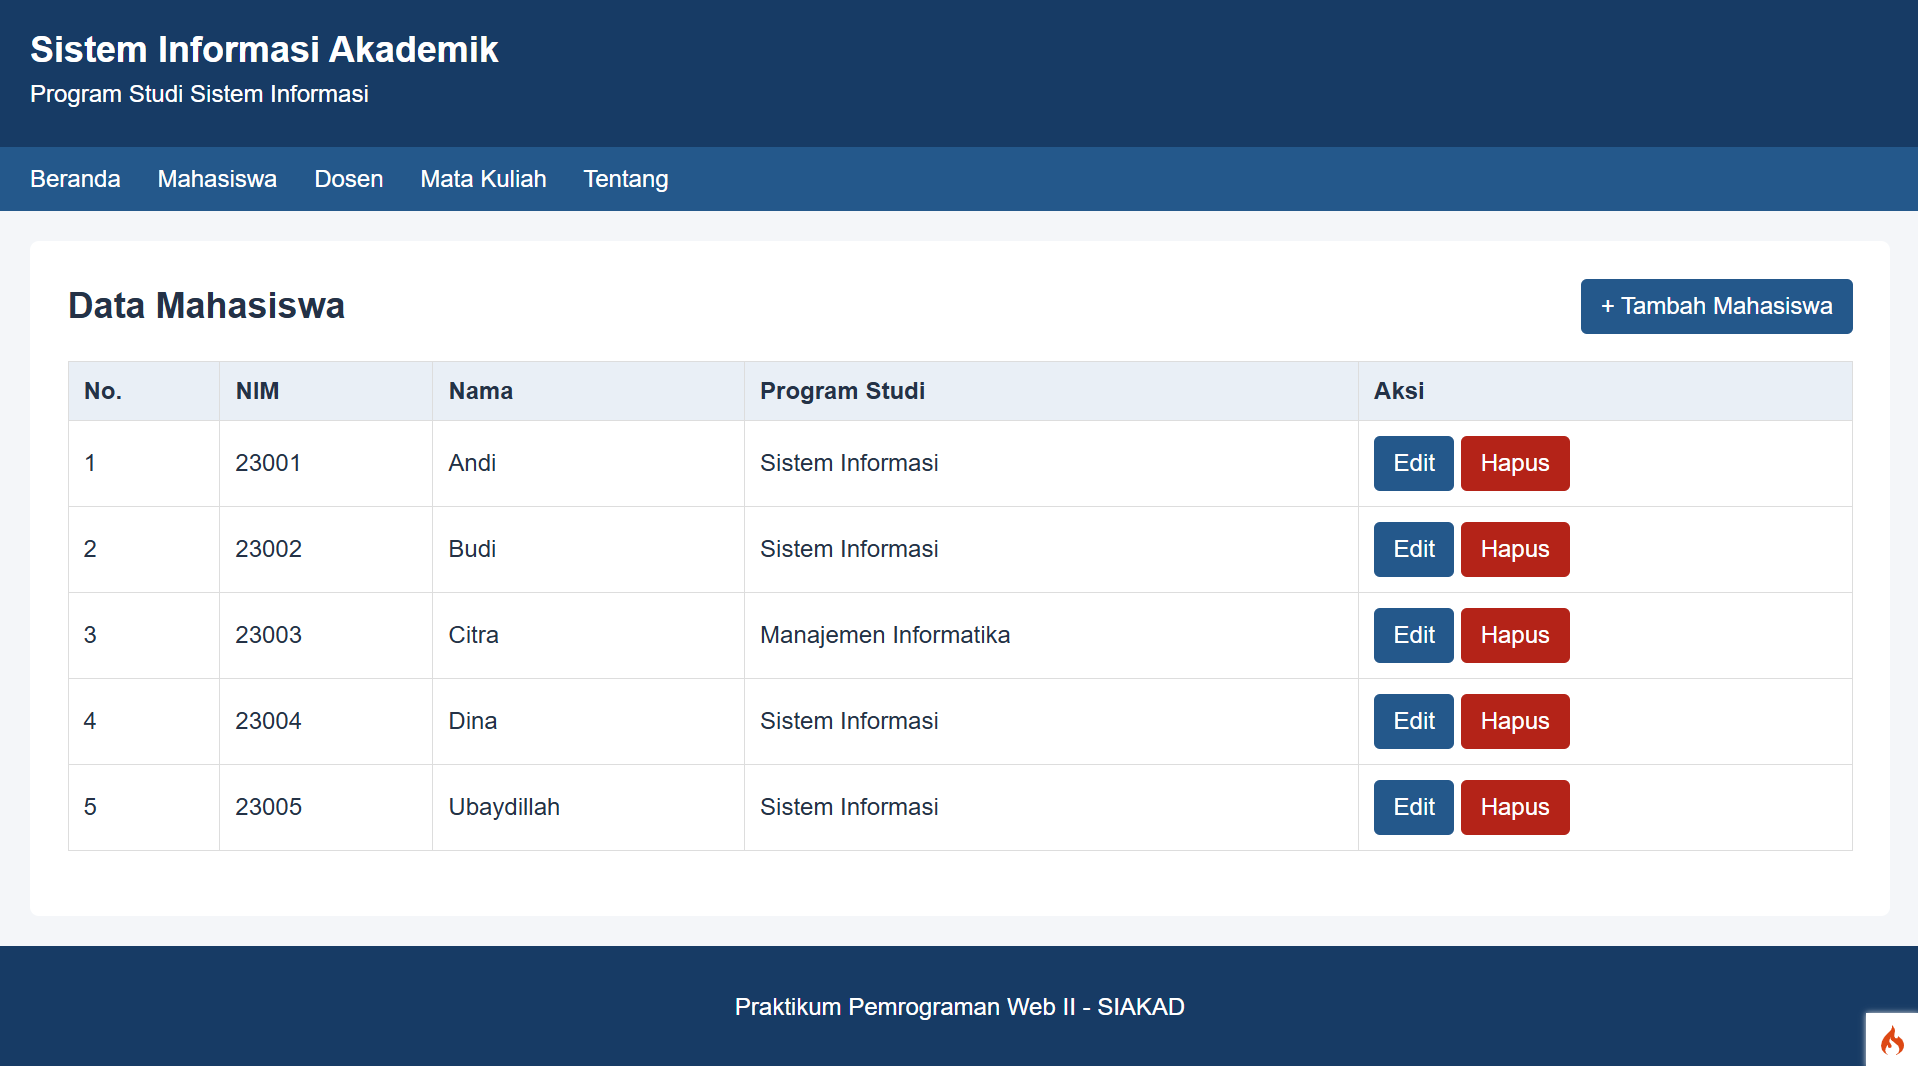 Sistem Informasi Akademik
Program Studi Sistem Informasi
Beranda Mahasiswa Dosen Mata Kuliah Tentang
Data Mahasiswa + Tambah Mahasiswa
No. NIM Nama Program Studi Aksi
1 23001 Andi Sistem Informasi Edit Hapus
2 23002 Budi Sistem Informasi Edit Hapus
3 23003 Citra Manajemen Informatika Edit Hapus
4 23004 Dina Sistem Informasi Edit Hapus
5 23005 Ubaydillah Sistem Informasi Edit Hapus
Praktikum Pemrograman Web II - SIAKAD